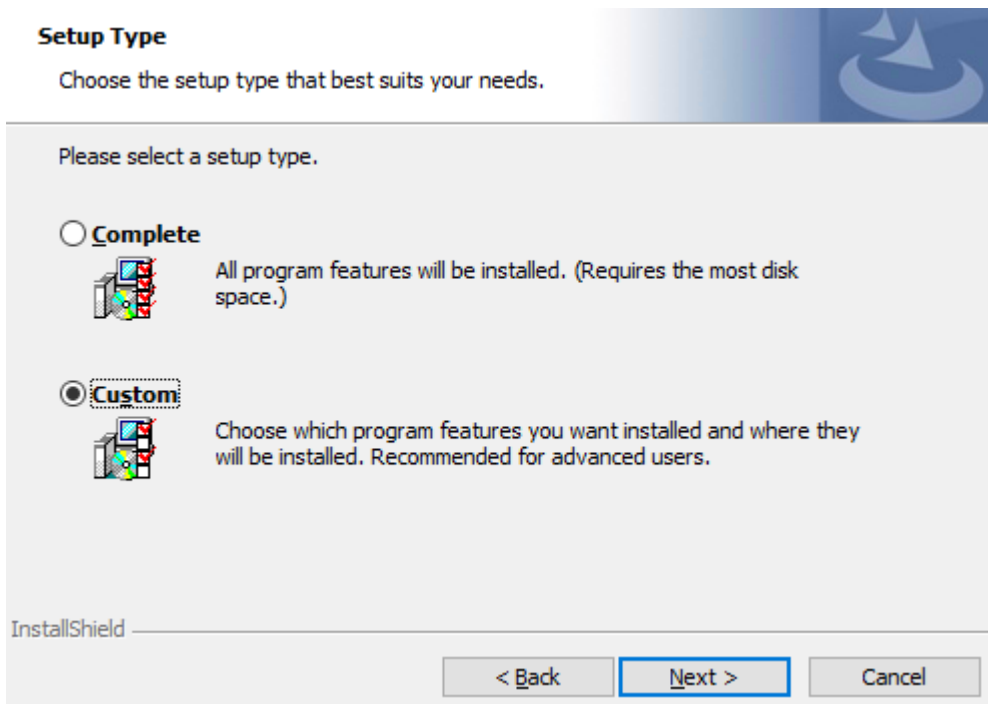 Setup Type
Choose the setup type that best suits your needs.
Please select a setup type.
Complete
All program features will be installed. (Requires the most disk
space.)
Custom
Choose which program features you want installed and where they
will be installed. Recommended for advanced users.
InstallShield
< Back Next > Cancel